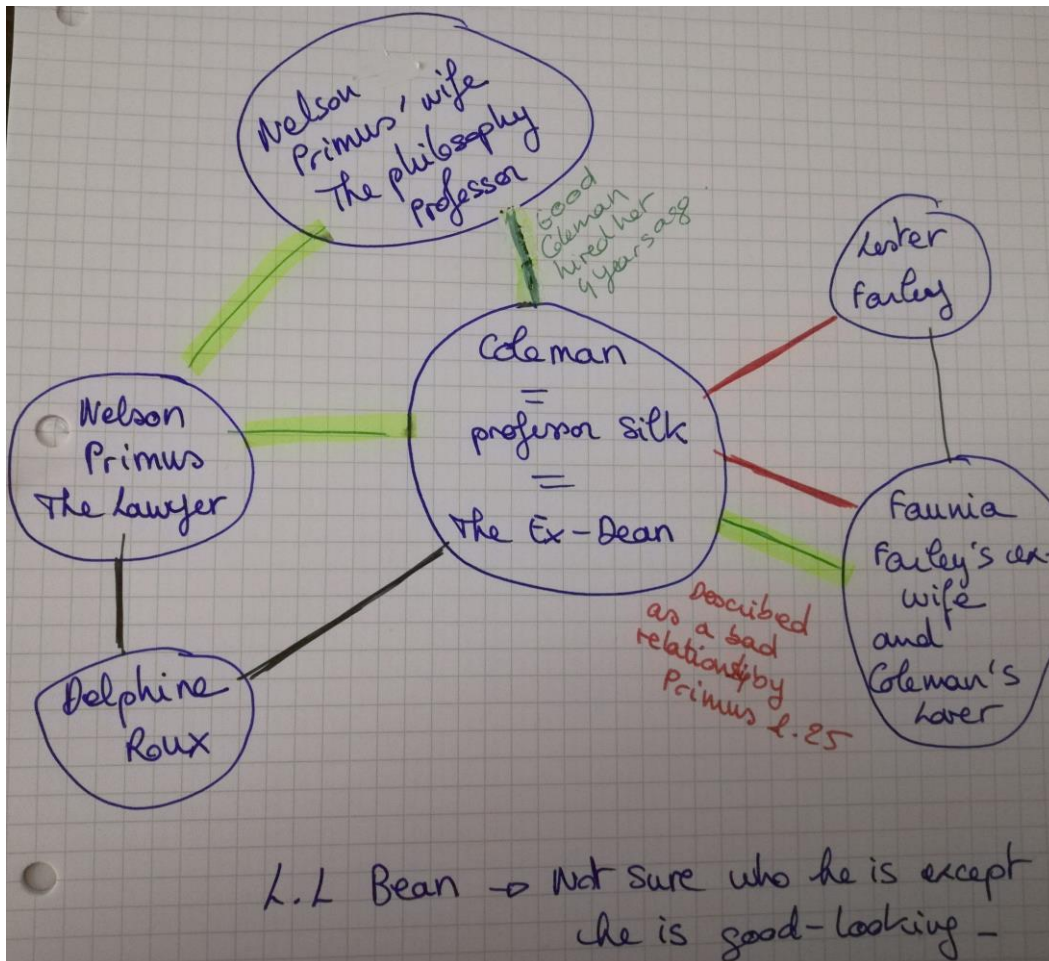 Nelson
Primus' wife
The philosophy
professor
Good
Coleman
hired her
4 years ago
Lester
Farley
Coleman
=
professor Silk
=
The Ex-Dean
Nelson
Primus
The Lawyer
Faunia
Farley's ex-
wife
and
Coleman's
Lover
Described
as a bad
by
Primus l.25
Delphine
Roux
L.L Bean → Not sure who he is except
he is good-looking -